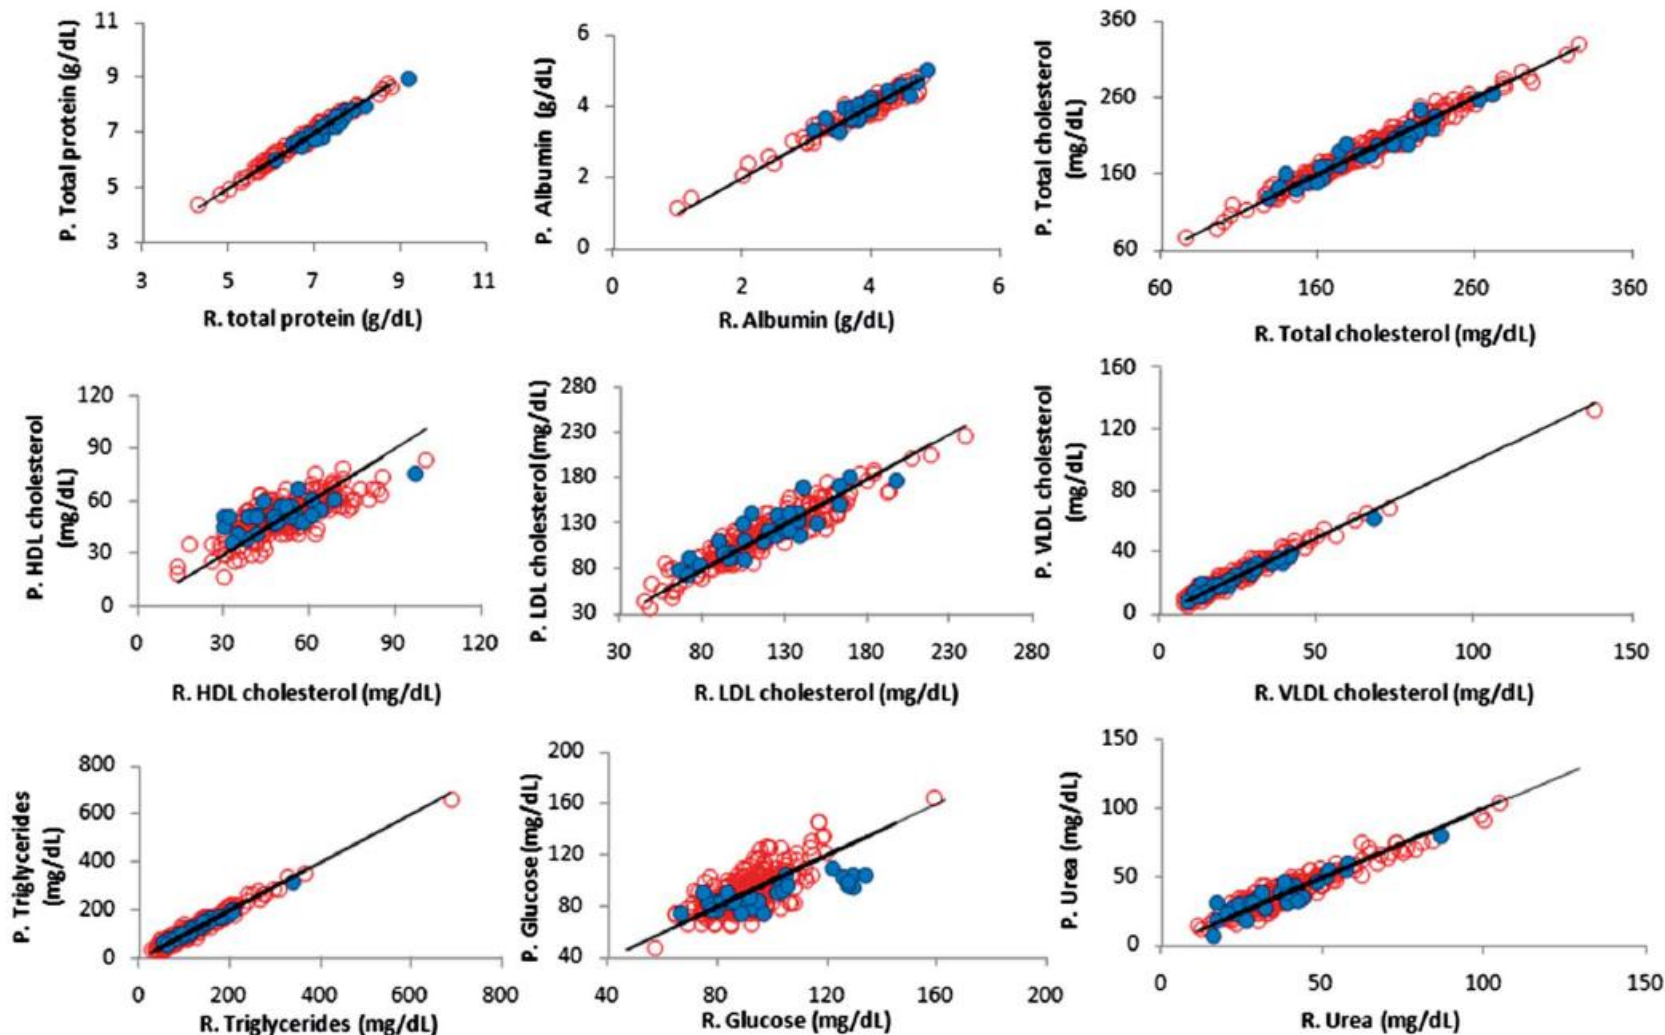 11
9
7
5
3
P. Total protein (g/dL)
3 5 7 9 11
R. total protein (g/dL)
6
4
2
0
P. Albumin (g/dL)
0 2 4 6
R. Albumin (g/dL)
360
260
160
60
P. Total cholesterol
(mg/dL)
60 160 260 360
R. Total cholesterol (mg/dL)
120
90
60
30
0
P. HDL cholesterol
(mg/dL)
0 30 60 90 120
R. HDL cholesterol (mg/dL)
280
230
180
130
80
30
P. LDL cholesterol(mg/dL)
30 80 130 180 230 280
R. LDL cholesterol (mg/dL)
160
120
80
40
0
P. VLDL cholesterol
(mg/dL)
0 50 100 150
R. VLDL cholesterol (mg/dL)
800
600
400
200
0
P. Triglycerides
(mg/dL)
0 200 400 600 800
R. Triglycerides (mg/dL)
200
160
120
80
40
P. Glucose(mg/dL)
40 80 120 160 200
R. Glucose (mg/dL)
150
100
50
0
P. Urea (mg/dL)
0 50 100 150
R. Urea (mg/dL)